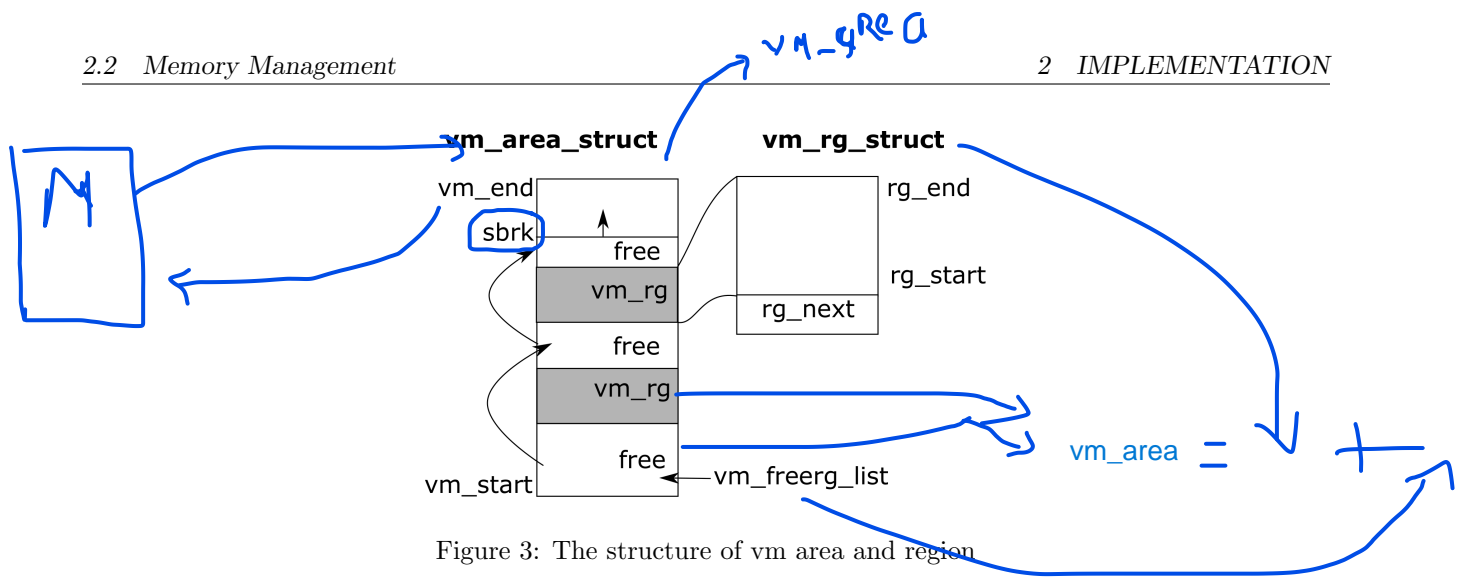 vm_area
2.2 Memory Management 2 IMPLEMENTATION
vm_area_struct vm_rg_struct
M
vm_end rg_end
sbrk
free
rg_start
vm_rg
rg_next
free
vm_rg
vm_area = +
free
vm_freerg_list
vm_start
Figure 3: The structure of vm area and region